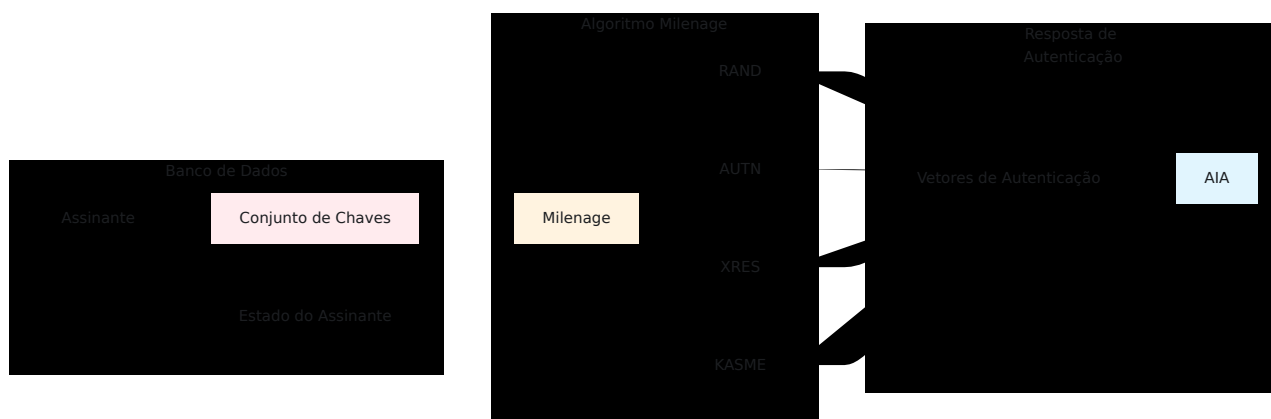 Banco de Dados
Assinante
Conjunto de Chaves
Estado do Assinante
Algoritmo Milenage
Milenage
RAND
AUTN
XRES
KASME
Resposta de
Autenticação
Vetores de Autenticação
AIA